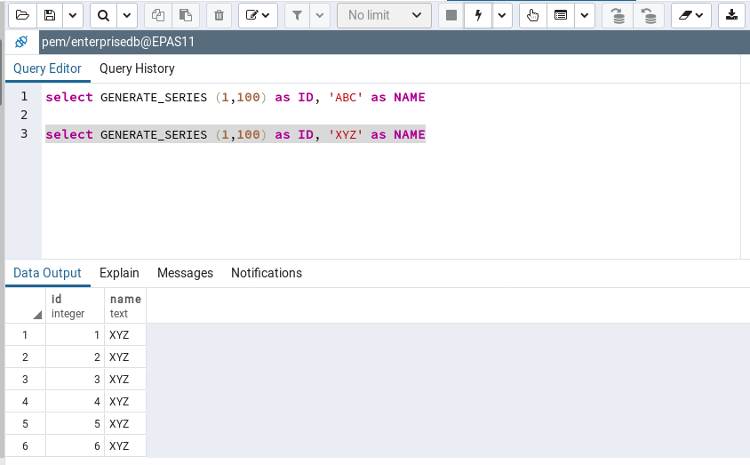 No limit
pem/enterprisedb@EPAS11
Query Editor Query History
1 select GENERATE_SERIES (1,100) as ID, 'ABC' as NAME
2
3 select GENERATE_SERIES (1,100) as ID, 'XYZ' as NAME
Data Output Explain Messages Notifications
id name
integer text
1 1 XYZ
2 2 XYZ
3 3 XYZ
4 4 XYZ
5 5 XYZ
6 6 XYZ